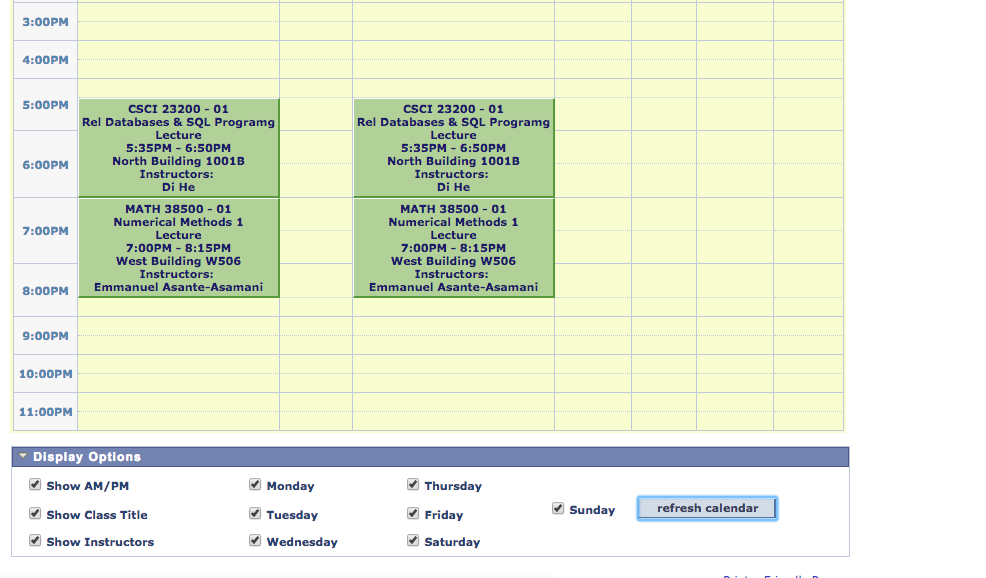 3:00PM
4:00PM
5:00PM
CSCI 23200 - 01
Rel Databases & SQL Programg
Lecture
5:35PM - 6:50PM
North Building 1001B
Instructors:
Di He
CSCI 23200 - 01
Rel Databases & SQL Programg
Lecture
5:35PM - 6:50PM
North Building 1001B
Instructors:
Di He
6:00PM
MATH 38500 - 01
Numerical Methods 1
Lecture
7:00PM - 8:15PM
West Building W506
Instructors:
Emmanuel Asante-Asamani
MATH 38500 - 01
Numerical Methods 1
Lecture
7:00PM - 8:15PM
West Building W506
Instructors:
Emmanuel Asante-Asamani
7:00PM
8:00PM
9:00PM
10:00PM
11:00PM
Display Options
Show AM/PM
Monday
Thursday
Show Class Title
Tuesday
Friday
Sunday
refresh calendar
Show Instructors
Wednesday
Saturday